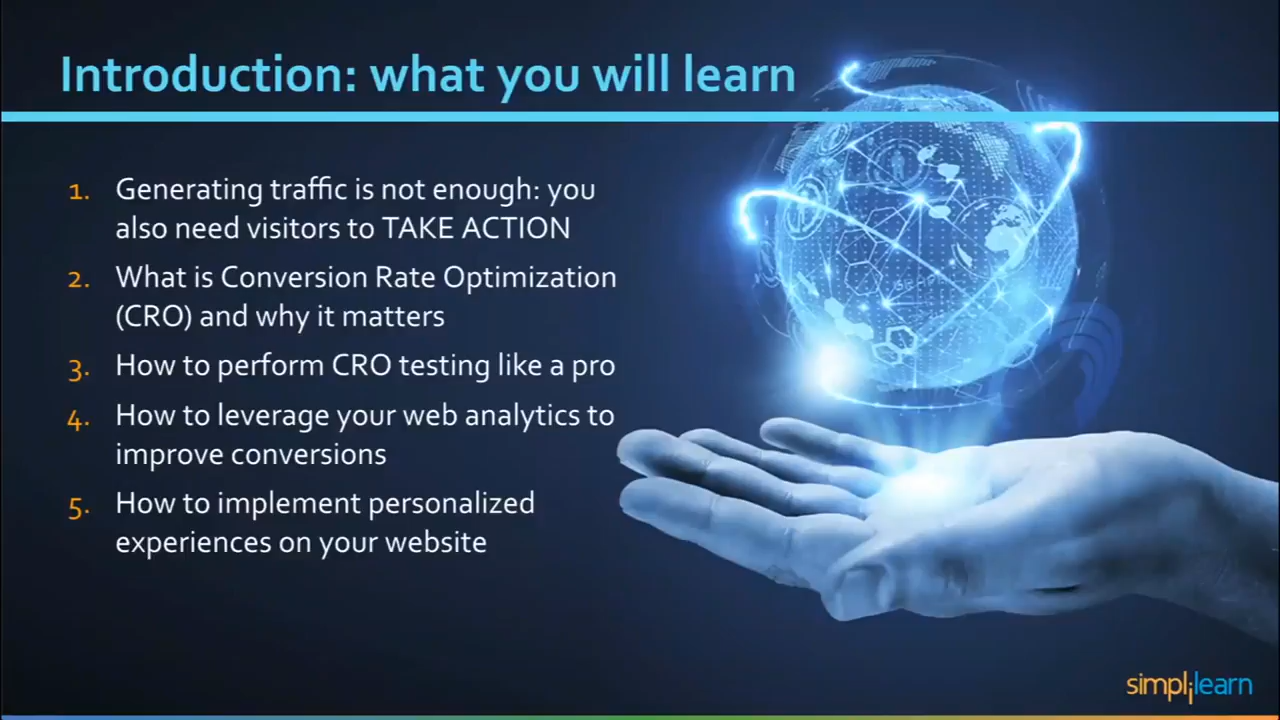 Introduction: what you will learn
1. Generating traffic is not enough: you
also need visitors to TAKE ACTION
2. What is Conversion Rate Optimization
(CRO) and why it matters
3. How to perform CRO testing like a pro
4. How to leverage your web analytics to
improve conversions
5. How to implement personalized
experiences on your website
simplilearn